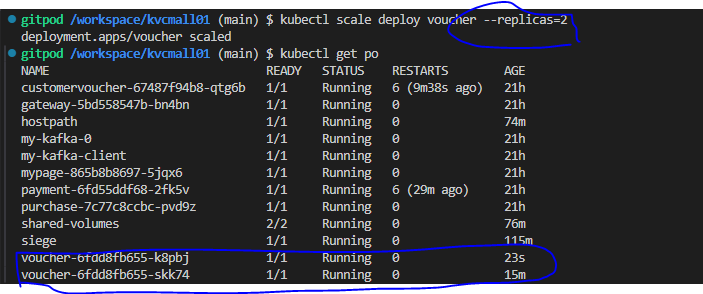 gitpod /workspace/kvcmall01 (main) $ kubectl scale deploy voucher --replicas=2
deployment.apps/voucher scaled
gitpod /workspace/kvcmall01 (main) $ kubectl get po
NAME READY STATUS RESTARTS AGE
customervoucher-67487f94b8-qtg6b 1/1 Running 6 (9m38s ago) 21h
gateway-5bd558547b-bn4bn 1/1 Running 0 21h
hostpath 1/1 Running 0 74m
my-kafka-0 1/1 Running 0 21h
my-kafka-client 1/1 Running 0 21h
mypage-865b8b8697-5jqx6 1/1 Running 0 21h
payment-6fd55ddf68-2fk5v 1/1 Running 6 (29m ago) 21h
purchase-7c77c8ccbc-pvd9z 1/1 Running 0 21h
shared-volumes 2/2 Running 0 76m
siege 1/1 Running 0 115m
voucher-6fdd8fb655-k8pbj 1/1 Running 0 23s
voucher-6fdd8fb655-skk74 1/1 Running 0 15m